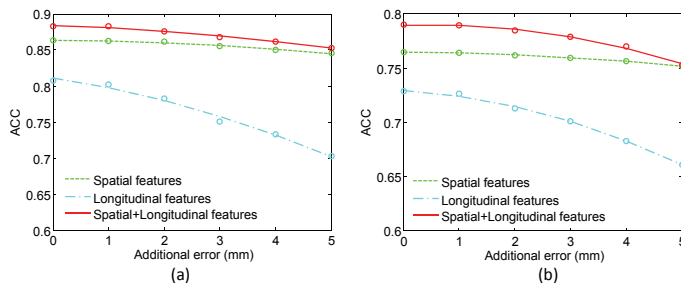 0.9
0.85
0.8
0.75
0.7
0.65
0.6
ACC
Spatial features
Longitudinal features
Spatial+Longitudinal features
0 1 2 3 4 5
Additional error (mm)
(a)
0.8
0.75
0.7
0.65
0.6
ACC
Spatial features
Longitudinal features
Spatial+Longitudinal features
0 1 2 3 4 5
Additional error (mm)
(b)